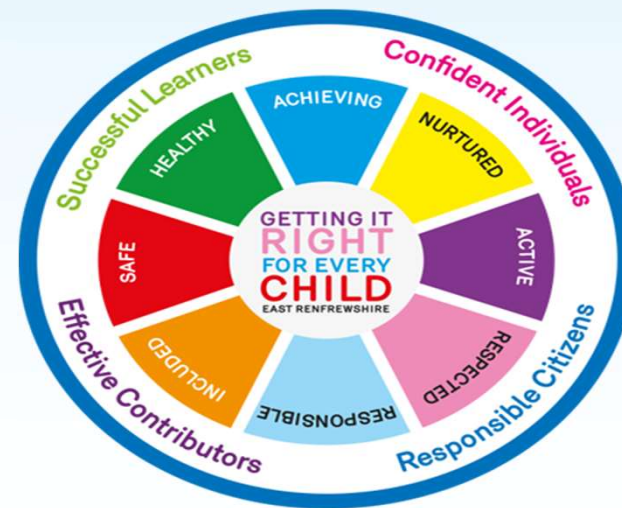 Successful Learners
Confident Individuals
ACHIEVING
NURTURED
ACTIVE
RESPECTED
RESPONSIBLE
INCLUDED
SAFE
HEALTHY
GETTING IT
RIGHT
FOR EVERY
CHILD
EAST RENFREWSHIRE
Effective Contributors
Responsible Citizens